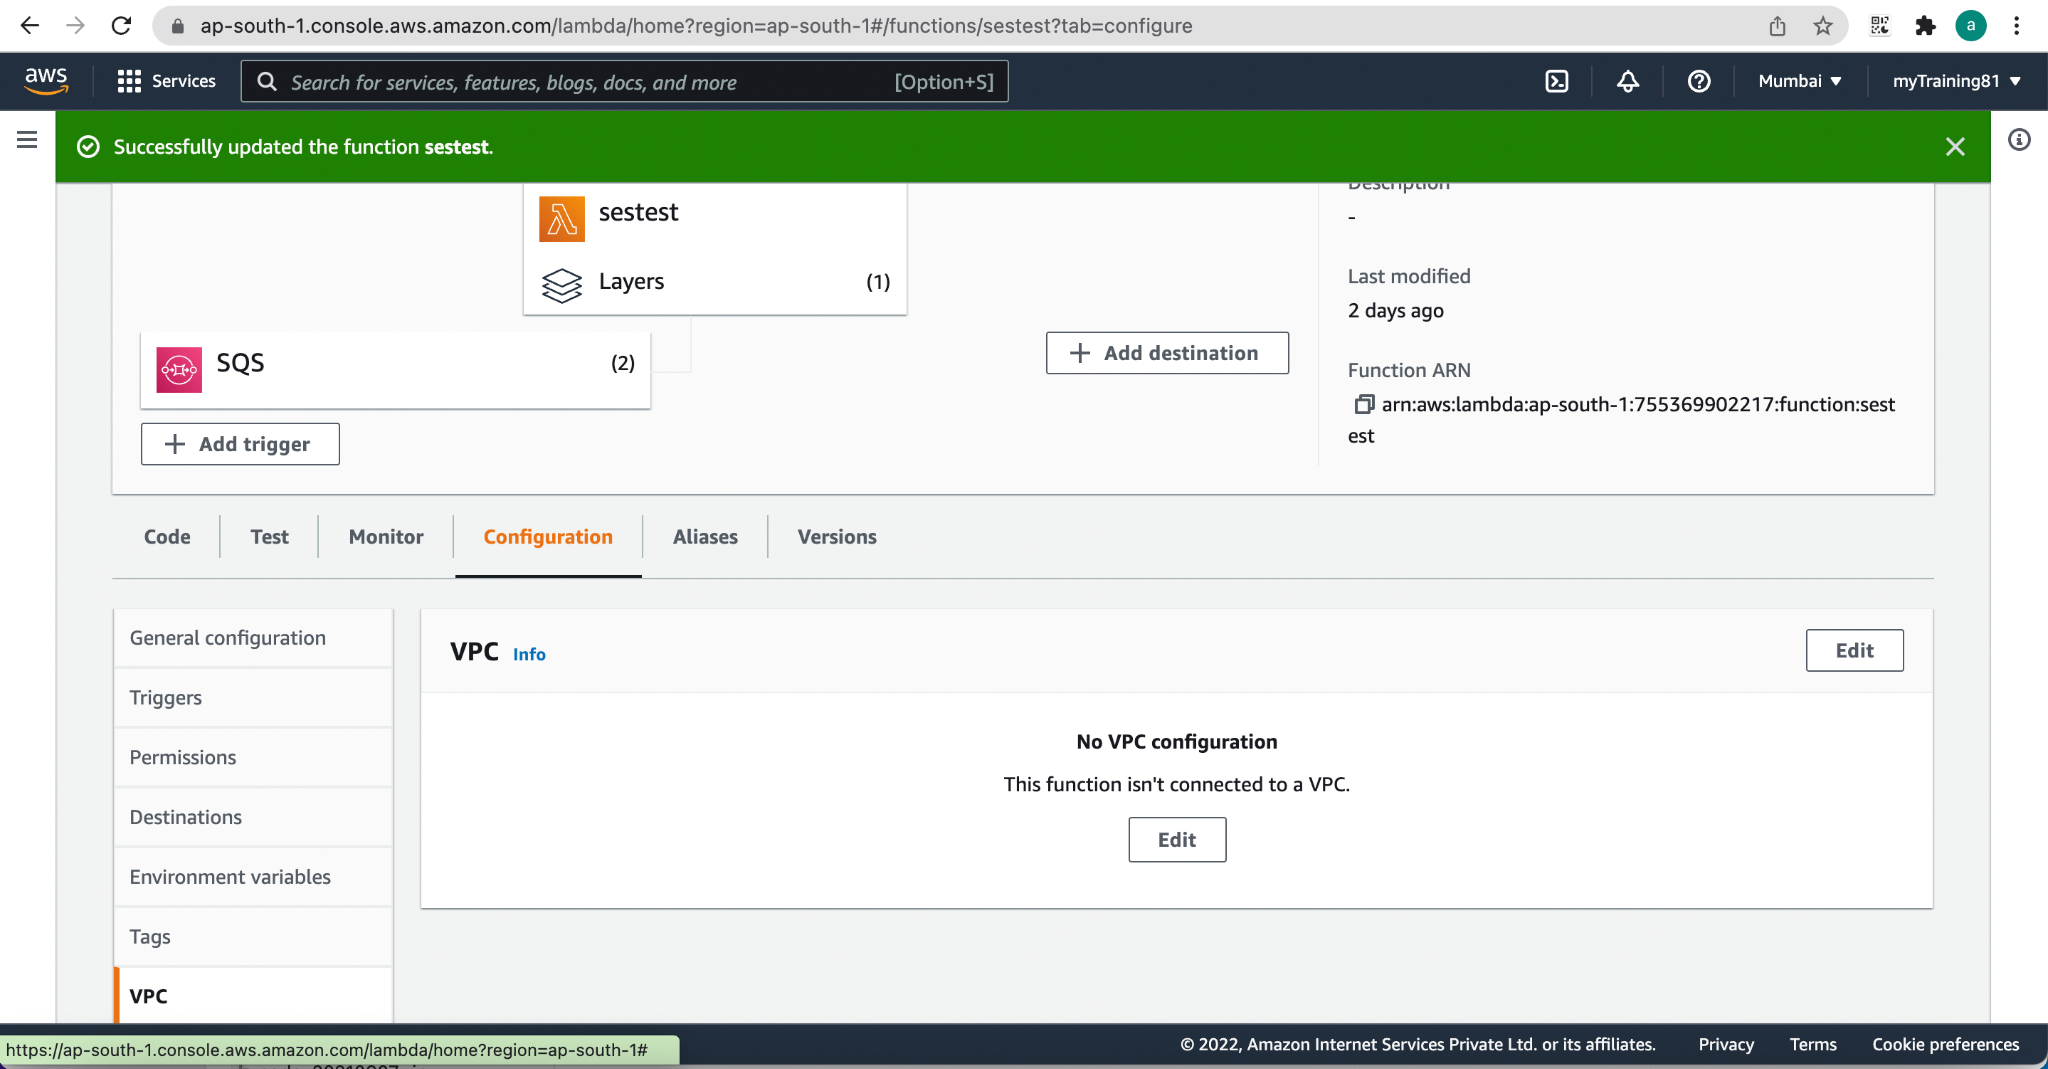 ap-south-1.console.aws.amazon.com/lambda/home?region=ap-south-1#/functions/sestest?tab=configure
a
aws
Services
Search for services, features, blogs, docs, and more
[Option+S]
Mumbai ▼
myTraining81 ▼
Successfully updated the function sestest.
sestest
Description
-
Layers
(1)
Last modified
2 days ago
SQS
(2)
Add destination
Function ARN
arn:aws:lambda:ap-south-1:755369902217:function:sest
est
Add trigger
Code
Test
Monitor
Configuration
Aliases
Versions
General configuration
Triggers
Permissions
Destinations
Environment variables
Tags
VPC
VPC Info
Edit
No VPC configuration
This function isn't connected to a VPC.
Edit
© 2022, Amazon Internet Services Private Ltd. or its affiliates.
Privacy
Terms
Cookie preferences
https://ap-south-1.console.aws.amazon.com/lambda/home?region=ap-south-1#